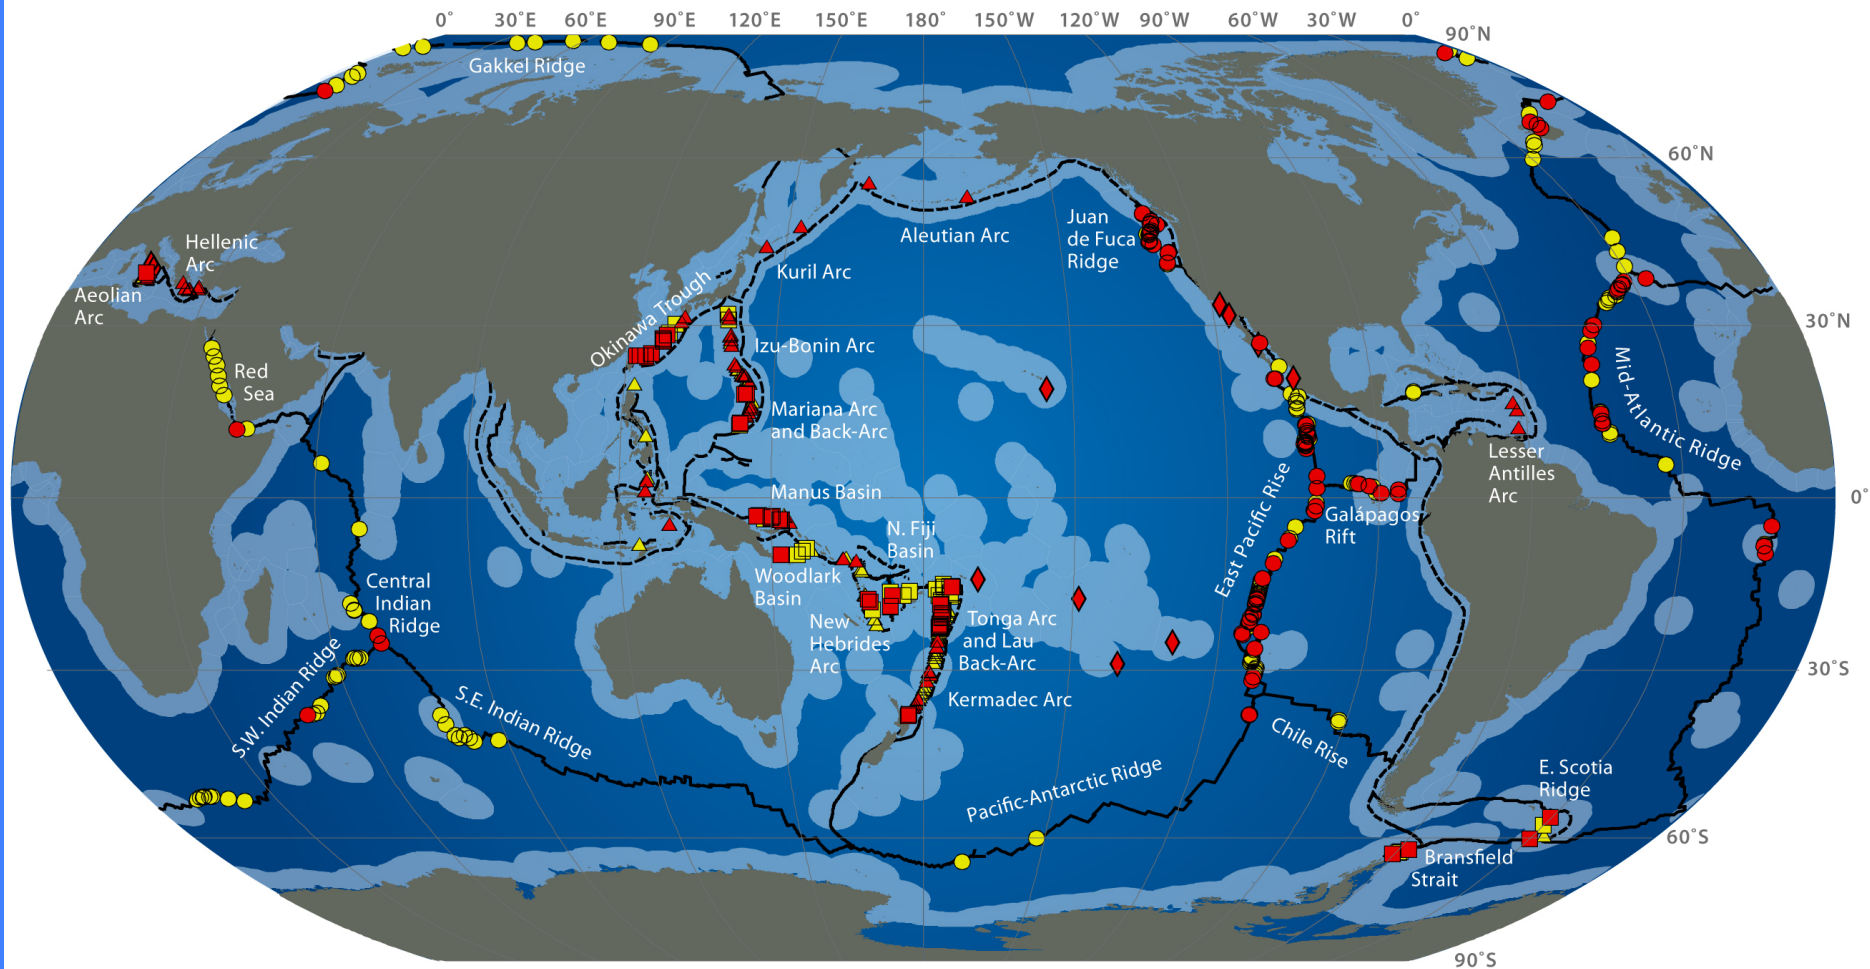 0° 30°E 60°E 90°E 120°E 150°E 180° 150°W 120°W 90°W 60°W 30°W 0°
90°N
Gakkel Ridge
60°N
Hellenic
Arc
Aeolian
Arc
Aleutian Arc
Juan
de Fuca
Ridge
Kuril Arc
Okinawa Trough
30°N
Izu-Bonin Arc
Red
Sea
Mariana Arc
and Back-Arc
Mid-Atlantic Ridge
Lesser
Antilles
Arc
Manus Basin
0°
East Pacific Rise
Galápagos
Rift
N. Fiji
Basin
Woodlark
Basin
Central
Indian
Ridge
New
Hebrides
Arc
Tonga Arc
and Lau
Back-Arc
30°S
S.W. Indian Ridge
S.E. Indian Ridge
Kermadec Arc
Chile Rise
Pacific-Antarctic Ridge
E. Scotia
Ridge
60°S
Bransfield
Strait
90°S